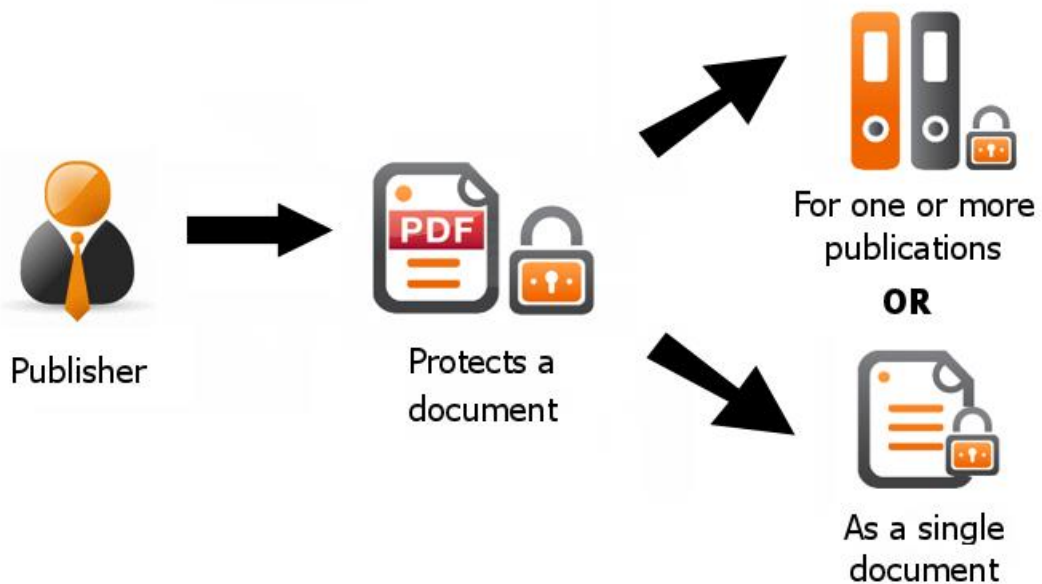 Publisher
PDF
Protects a
document
For one or more
publications
OR
As a single
document